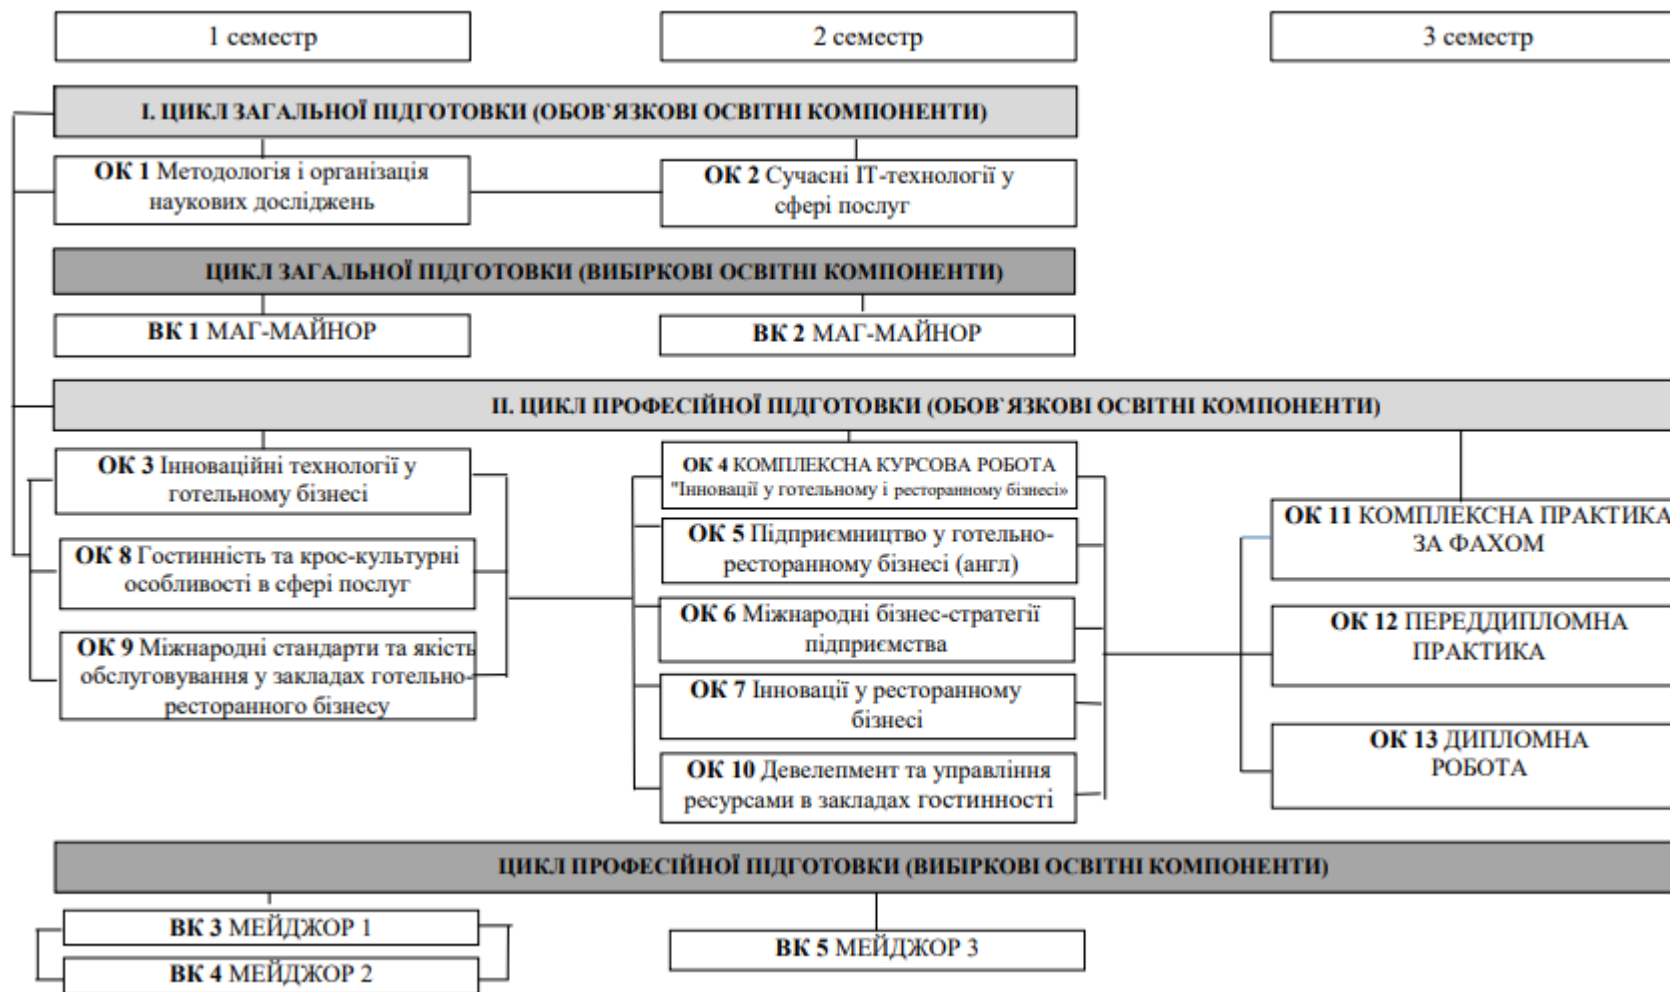 1 семестр
2 семестр
3 семестр
І. ЦИКЛ ЗАГАЛЬНОЇ ПІДГОТОВКИ (ОБОВ`ЯЗКОВІ ОСВІТНІ КОМПОНЕНТИ)
ОК 1 Методологія і організація
наукових досліджень
ОК 2 Сучасні ІТ-технології у
сфері послуг
ЦИКЛ ЗАГАЛЬНОЇ ПІДГОТОВКИ (ВИБІРКОВІ ОСВІТНІ КОМПОНЕНТИ)
ВК 1 МАГ-МАЙНОР
ВК 2 МАГ-МАЙНОР
ІІ. ЦИКЛ ПРОФЕСІЙНОЇ ПІДГОТОВКИ (ОБОВ`ЯЗКОВІ ОСВІТНІ КОМПОНЕНТИ)
ОК 3 Інноваційні технології у
готельному бізнесі
ОК 8 Гостинність та крос-культурні
особливості в сфері послуг
ОК 9 Міжнародні стандарти та якість
обслуговування у закладах готельно-
ресторанного бізнесу
ОК 4 КОМПЛЕКСНА КУРСОВА РОБОТА
"Інновації у готельному і ресторанному бізнесі»
ОК 5 Підприємництво у готельно-
ресторанному бізнесі (англ)
ОК 6 Міжнародні бізнес-стратегії
підприємства
ОК 7 Інновації у ресторанному
бізнесі
ОК 10 Девелепмент та управління
ресурсами в закладах гостинності
ОК 11 КОМПЛЕКСНА ПРАКТИКА
ЗА ФАХОМ
ОК 12 ПЕРЕДДИПЛОМНА
ПРАКТИКА
ОК 13 ДИПЛОМНА
РОБОТА
ЦИКЛ ПРОФЕСІЙНОЇ ПІДГОТОВКИ (ВИБІРКОВІ ОСВІТНІ КОМПОНЕНТИ)
ВК 3 МЕЙДЖОР 1
ВК 4 МЕЙДЖОР 2
ВК 5 МЕЙДЖОР 3